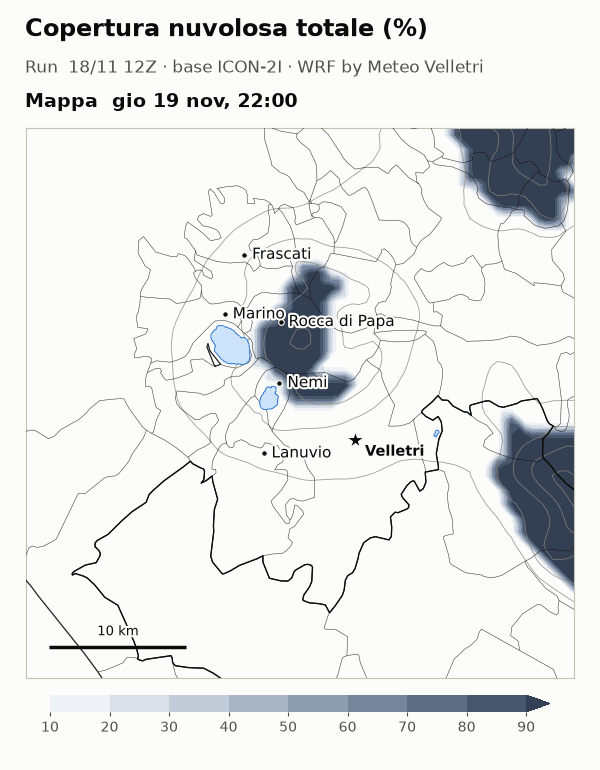 Copertura nuvolosa totale (%)
Run  18/11 12Z · base ICON-2I · WRF by Meteo Velletri
Mappa  gio 19 nov, 22:00
Frascati
Marino
Rocca di Papa
Nemi
Velletri
Lanuvio
10 km
10 20 30 40 50 60 70 80 90